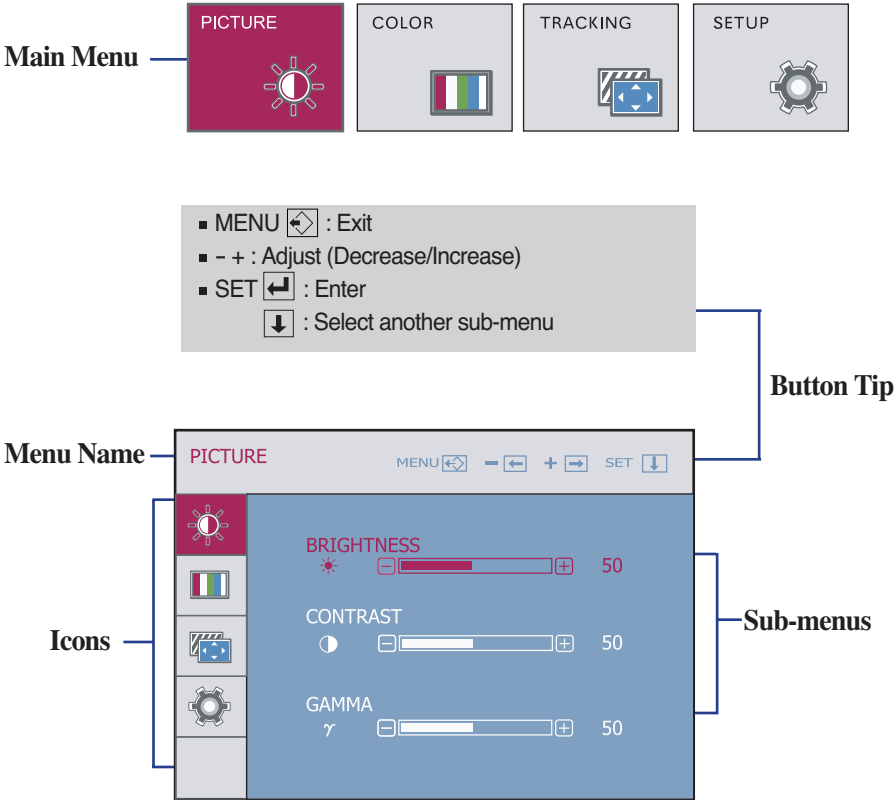 PICTURE COLOR TRACKING SETUP
Main Menu
MENU : Exit
- + : Adjust (Decrease/Increase)
SET : Enter
: Select another sub-menu
Button Tip
Menu Name
PICTURE MENU - + SET
BRIGHTNESS
50
CONTRAST
50
Sub-menus
Icons
GAMMA
γ 50